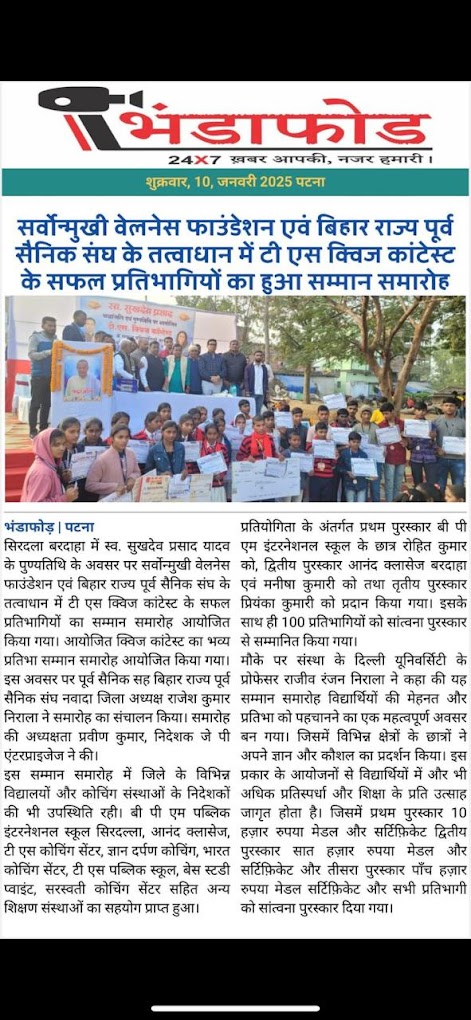 भंडाफोड
24X7 ख़बर आपकी, नजर हमारी।
शुक्रवार, 10, जनवरी 2025 पटना
सर्वोन्मुखी वेलनेस फाउंडेशन एवं बिहार राज्य पूर्व
सैनिक संघ के तत्वाधान में टी एस क्विज कांटेस्ट
के सफल प्रतिभागियों का हुआ सम्मान समारोह
स्व. सुखदेव प्रसाद
भंडाफोड़ | पटना
सिरदला बरदाहा में स्व. सुखदेव प्रसाद यादव
के पुण्यतिथि के अवसर पर सर्वोन्मुखी वेलनेस
फाउंडेशन एवं बिहार राज्य पूर्व सैनिक संघ के
तत्वाधान में टी एस क्विज कांटेस्ट के सफल
प्रतिभागियों का सम्मान समारोह आयोजित
किया गया। आयोजित क्विज कांटेस्ट का भव्य
प्रतिभा सम्मान समारोह आयोजित किया गया।
इस अवसर पर पूर्व सैनिक सह बिहार राज्य पूर्व
सैनिक संघ नवादा जिला अध्यक्ष राजेश कुमार
निराला ने समारोह का संचालन किया। समारोह
की अध्यक्षता प्रवीण कुमार, निदेशक जे पी
एंटरप्राइजेज ने की।
इस सम्मान समारोह में जिले के विभिन्न
विद्यालयों और कोचिंग संस्थाओं के निदेशकों
की भी उपस्थिति रही। बी पी एम पब्लिक
इंटरनेशनल स्कूल सिरदल्ला, आनंद क्लासेज,
टी एस कोचिंग सेंटर, ज्ञान दर्पण कोचिंग, भारत
कोचिंग सेंटर, टी एस पब्लिक स्कूल, बेस स्टडी
प्वाइंट, सरस्वती कोचिंग सेंटर सहित अन्य
शिक्षण संस्थाओं का सहयोग प्राप्त हुआ।
प्रतियोगिता के अंतर्गत प्रथम पुरस्कार बी पी
एम इंटरनेशनल स्कूल के छात्र रोहित कुमार
को, द्वितीय पुरस्कार आनंद क्लासेज बरदाहा
एवं मनीषा कुमारी को तथा तृतीय पुरस्कार
प्रियंका कुमारी को प्रदान किया गया। इसके
साथ ही 100 प्रतिभागियों को सांत्वना पुरस्कार
से सम्मानित किया गया।
मौके पर संस्था के दिल्ली यूनिवर्सिटी के
प्रोफेसर राजीव रंजन निराला ने कहा की यह
सम्मान समारोह विद्यार्थियों की मेहनत और
प्रतिभा को पहचानने का एक महत्वपूर्ण अवसर
बन गया। जिसमें विभिन्न क्षेत्रों के छात्रों ने
अपने ज्ञान और कौशल का प्रदर्शन किया। इस
प्रकार के आयोजनों से विद्यार्थियों में और भी
अधिक प्रतिस्पर्धा और शिक्षा के प्रति उत्साह
जागृत होता है। जिसमें प्रथम पुरस्कार 10
हज़ार रुपया मेडल और सर्टिफ़िकेट द्वितीय
पुरस्कार सात हज़ार रुपया मेडल और
सर्टिफ़िकेट और तीसरा पुरस्कार पाँच हज़ार
रुपया मेडल सर्टिफ़िकेट और सभी प्रतिभागी
को सांत्वना पुरस्कार दिया गया।